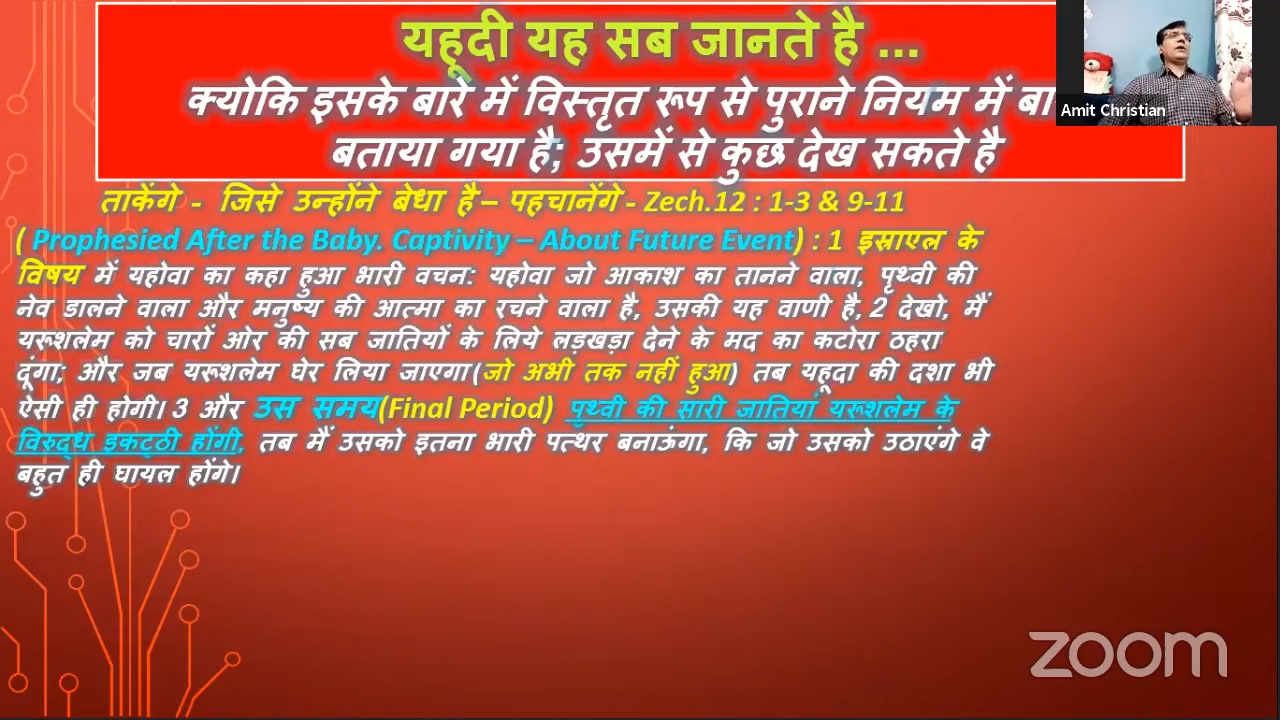 यहूदी यह सब जानते है ...
क्योकि इसके बारे में विस्तृत रूप से पुराने नियम में
बताया गया है; उसमें से कुछ देख सकते है
Amit Christian
ताकेंगे - जिसे उन्होंने बेधा है – पहचानेंगे - Zech.12 : 1-3 & 9-11
( Prophesied After the Baby. Captivity – About Future Event) : 1 इस्राएल के
विषय में यहोवा का कहा हुआ भारी वचन: यहोवा जो आकाश का तानने वाला, पृथ्वी की
नेव डालने वाला और मनुष्य की आत्मा का रचने वाला है, उसकी यह वाणी है, 2 देखो, मैं
यरूशलेम को चारों ओर की सब जातियों के लिये लड़खड़ा देने के मद का कटोरा ठहरा
दूंगा; और जब यरूशलेम घेर लिया जाएगा(जो अभी तक नहीं हुआ) तब यहूदा की दशा भी
ऐसी ही होगी। 3 और उस समय(Final Period) पृथ्वी की सारी जातियां यरूशलेम के
विरुद्ध इकट्ठी होंगी, तब मैं उसको इतना भारी पत्थर बनाऊंगा, कि जो उसको उठाएंगे वे
बहुत ही घायल होंगे।
zoom